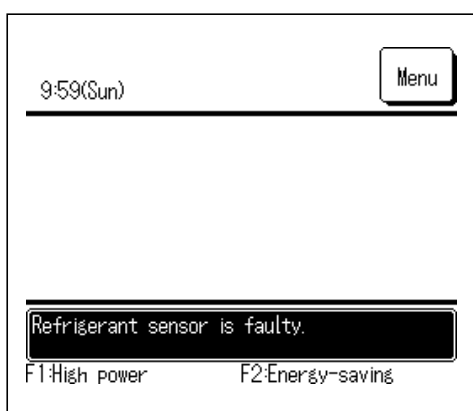 9:59(Sun)
Menu
Refrigerant sensor is faulty.
F1:High power
F2:Energy-saving